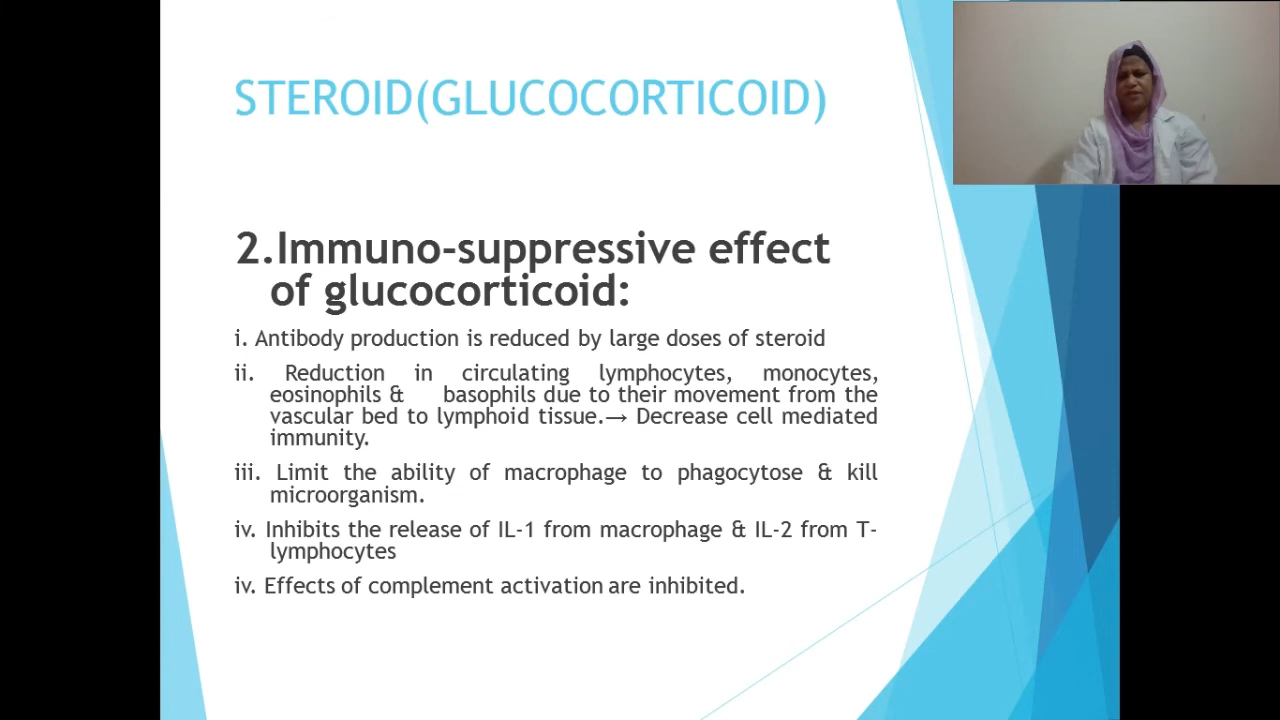 STEROID(GLUCOCORTICOID)
2.Immuno-suppressive effect
of glucocorticoid:
i. Antibody production is reduced by large doses of steroid
ii. Reduction in circulating lymphocytes, monocytes,
eosinophils & basophils due to their movement from the
vascular bed to lymphoid tissue.→ Decrease cell mediated
immunity.
iii. Limit the ability of macrophage to phagocytose & kill
microorganism.
iv. Inhibits the release of IL-1 from macrophage & IL-2 from T-
lymphocytes
iv. Effects of complement activation are inhibited.